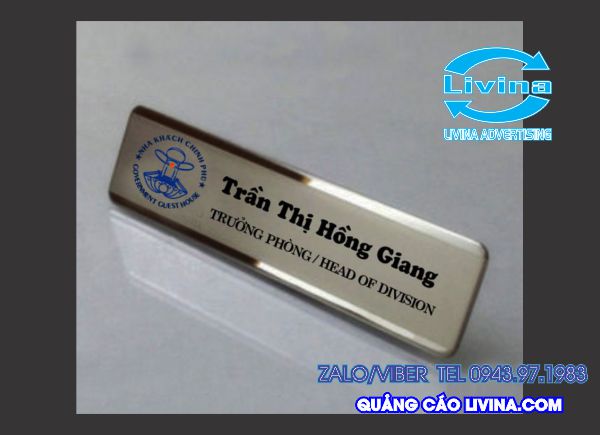 Livina
LIVINA ADVERTISING
NHÀ KHÁCH CHÍNH PHỦ
GOVERNMENT GUEST HOUSE
Trần Thị Hồng Giang
TRƯỞNG PHÒNG / HEAD OF DIVISION
ZALO/VIBER TEL 0943.97.1983
QUẢNG CÁO LIVINA.COM